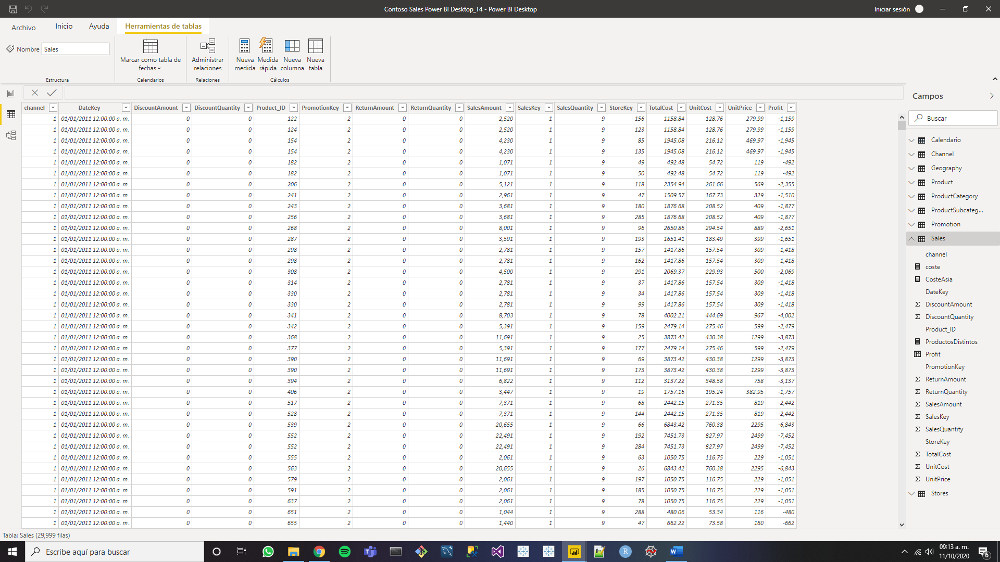 Contoso Sales Power BI Desktop_T4 - Power BI Desktop
Iniciar sesión
Archivo Inicio Ayuda Herramientas de tablas
Nombre Sales
Marcar como tabla de fechas
Administrar relaciones
Nueva medida
Medida rápida
Nueva columna
Nueva tabla
Estructura Calendarios Relaciones Cálculos
channel DateKey DiscountAmount DiscountQuantity Product_ID PromotionKey ReturnAmount ReturnQuantity SalesAmount SalesKey SalesQuantity StoreKey TotalCost UnitCost UnitPrice Profit
1 01/01/2011 12:00:00 a. m. 0 0 122 2 0 0 2,520 1 9 156 1158.84 128.76 279.99 -1,159
1 01/01/2011 12:00:00 a. m. 0 0 124 2 0 0 2,520 1 9 123 1158.84 128.76 279.99 -1,159
1 01/01/2011 12:00:00 a. m. 0 0 154 2 0 0 4,230 1 9 85 1945.08 216.12 469.97 -1,945
1 01/01/2011 12:00:00 a. m. 0 0 154 2 0 0 4,230 1 9 135 1945.08 216.12 469.97 -1,945
1 01/01/2011 12:00:00 a. m. 0 0 182 2 0 0 1,071 1 9 49 492.48 54.72 119 -492
1 01/01/2011 12:00:00 a. m. 0 0 182 2 0 0 1,071 1 9 50 492.48 54.72 119 -492
1 01/01/2011 12:00:00 a. m. 0 0 206 2 0 0 5,121 1 9 118 2354.94 261.66 569 -2,355
1 01/01/2011 12:00:00 a. m. 0 0 241 2 0 0 2,961 1 9 47 1509.57 167.73 329 -1,510
1 01/01/2011 12:00:00 a. m. 0 0 243 2 0 0 3,681 1 9 180 1876.68 208.52 409 -1,877
1 01/01/2011 12:00:00 a. m. 0 0 256 2 0 0 3,681 1 9 285 1876.68 208.52 409 -1,877
1 01/01/2011 12:00:00 a. m. 0 0 268 2 0 0 8,001 1 9 96 2650.86 294.54 889 -2,651
1 01/01/2011 12:00:00 a. m. 0 0 287 2 0 0 3,591 1 9 193 1651.41 183.49 399 -1,651
1 01/01/2011 12:00:00 a. m. 0 0 298 2 0 0 2,781 1 9 157 1417.86 157.54 309 -1,418
1 01/01/2011 12:00:00 a. m. 0 0 298 2 0 0 2,781 1 9 162 1417.86 157.54 309 -1,418
1 01/01/2011 12:00:00 a. m. 0 0 308 2 0 0 4,500 1 9 291 2069.37 229.93 500 -2,069
1 01/01/2011 12:00:00 a. m. 0 0 314 2 0 0 2,781 1 9 37 1417.86 157.54 309 -1,418
1 01/01/2011 12:00:00 a. m. 0 0 330 2 0 0 2,781 1 9 34 1417.86 157.54 309 -1,418
1 01/01/2011 12:00:00 a. m. 0 0 330 2 0 0 2,781 1 9 99 1417.86 157.54 309 -1,418
1 01/01/2011 12:00:00 a. m. 0 0 341 2 0 0 8,703 1 9 78 4002.21 444.69 967 -4,002
1 01/01/2011 12:00:00 a. m. 0 0 342 2 0 0 5,391 1 9 159 2479.14 275.46 599 -2,479
1 01/01/2011 12:00:00 a. m. 0 0 368 2 0 0 11,691 1 9 25 3873.42 430.38 1299 -3,873
1 01/01/2011 12:00:00 a. m. 0 0 377 2 0 0 5,391 1 9 177 2479.14 275.46 599 -2,479
1 01/01/2011 12:00:00 a. m. 0 0 390 2 0 0 11,691 1 9 69 3873.42 430.38 1299 -3,873
1 01/01/2011 12:00:00 a. m. 0 0 390 2 0 0 11,691 1 9 173 3873.42 430.38 1299 -3,873
1 01/01/2011 12:00:00 a. m. 0 0 394 2 0 0 6,822 1 9 112 3137.22 348.58 758 -3,137
1 01/01/2011 12:00:00 a. m. 0 0 406 2 0 0 3,447 1 9 19 1757.16 195.24 382.95 -1,757
1 01/01/2011 12:00:00 a. m. 0 0 517 2 0 0 7,371 1 9 68 2442.15 271.35 819 -2,442
1 01/01/2011 12:00:00 a. m. 0 0 528 2 0 0 7,371 1 9 144 2442.15 271.35 819 -2,442
1 01/01/2011 12:00:00 a. m. 0 0 539 2 0 0 20,655 1 9 66 6843.42 760.38 2295 -6,843
1 01/01/2011 12:00:00 a. m. 0 0 552 2 0 0 22,491 1 9 192 7451.73 827.97 2499 -7,452
1 01/01/2011 12:00:00 a. m. 0 0 552 2 0 0 22,491 1 9 284 7451.73 827.97 2499 -7,452
1 01/01/2011 12:00:00 a. m. 0 0 555 2 0 0 2,061 1 9 63 1050.75 116.75 229 -1,051
1 01/01/2011 12:00:00 a. m. 0 0 563 2 0 0 20,655 1 9 26 6843.42 760.38 2295 -6,843
1 01/01/2011 12:00:00 a. m. 0 0 579 2 0 0 2,061 1 9 197 1050.75 116.75 229 -1,051
1 01/01/2011 12:00:00 a. m. 0 0 591 2 0 0 2,061 1 9 185 1050.75 116.75 229 -1,051
1 01/01/2011 12:00:00 a. m. 0 0 637 2 0 0 2,061 1 9 78 1050.75 116.75 229 -1,051
1 01/01/2011 12:00:00 a. m. 0 0 651 2 0 0 1,044 1 9 288 480.06 53.34 116 -480
1 01/01/2011 12:00:00 a. m. 0 0 655 2 0 0 1,440 1 9 47 662.22 73.58 160 -662
Campos
Buscar
Calendario
Channel
Geography
Product
ProductCategory
ProductSubcateg...
Promotion
Sales
channel
coste
CosteAsia
DateKey
DiscountAmount
DiscountQuantity
Product_ID
ProductosDistintos
Profit
PromotionKey
ReturnAmount
ReturnQuantity
SalesAmount
SalesKey
SalesQuantity
StoreKey
TotalCost
UnitCost
UnitPrice
Stores
Tabla: Sales (29,999 filas)
Escribe aquí para buscar
R
09:13 a. m.
11/10/2020
6